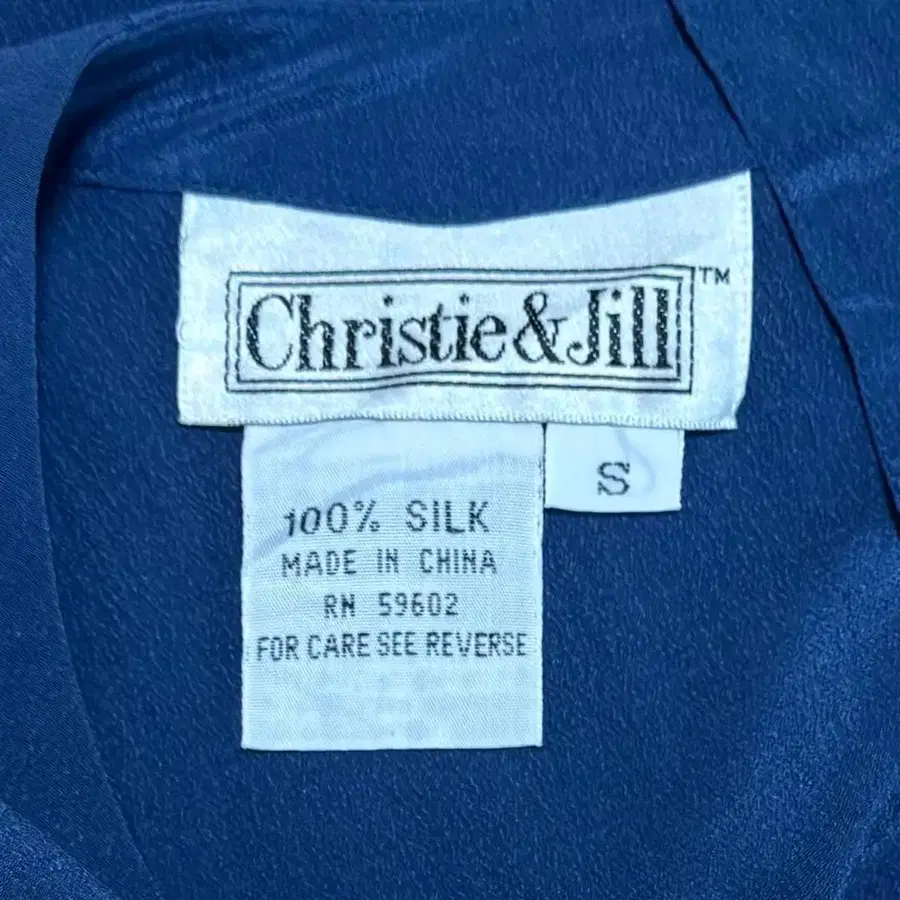 Christie&Jill™
S
100% SILK
MADE IN CHINA
RN 59602
FOR CARE SEE REVERSE